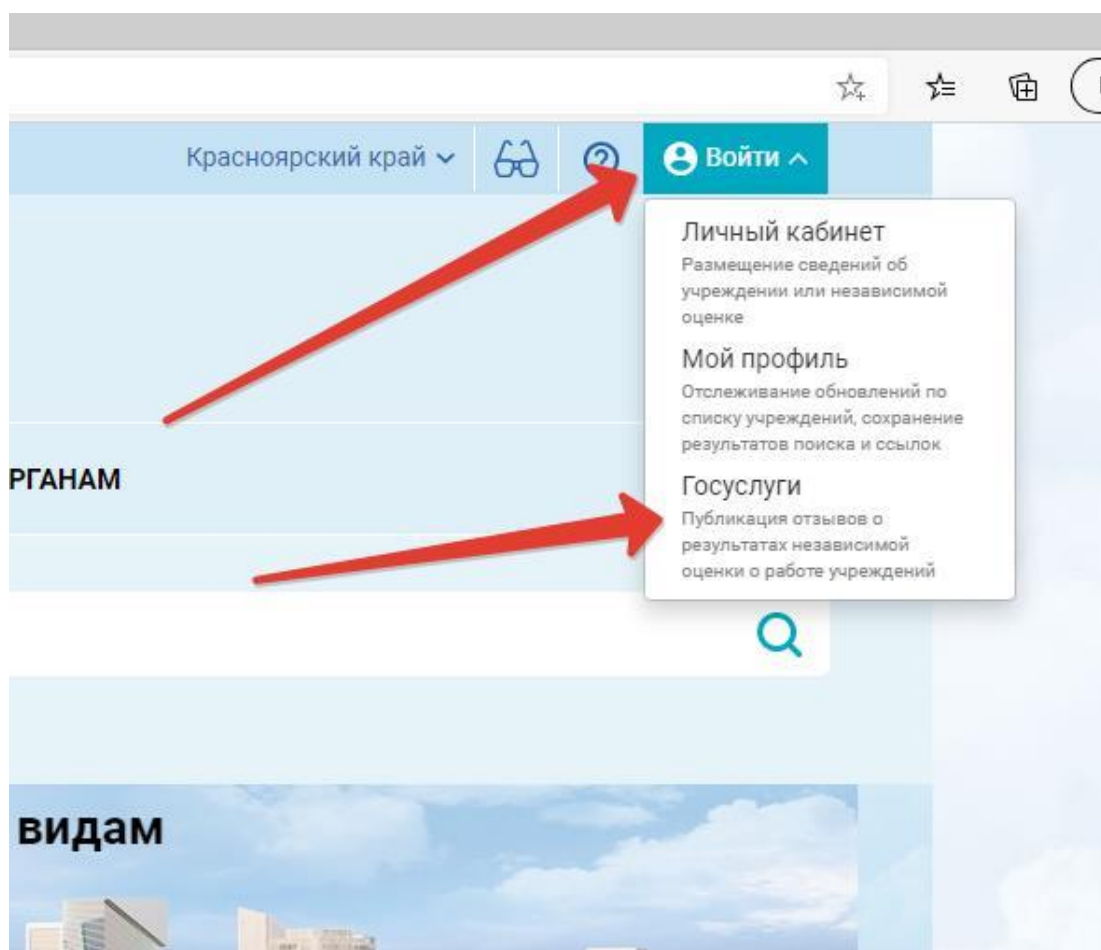 Красноярский край
Войти
Личный кабинет
Размещение сведений об
учреждении или независимой
оценке
Мой профиль
Отслеживание обновлений по
списку учреждений, сохранение
результатов поиска и ссылок
РГАНАМ
Госуслуги
Публикация отзывов о
результатах независимой
оценки о работе учреждений
видам